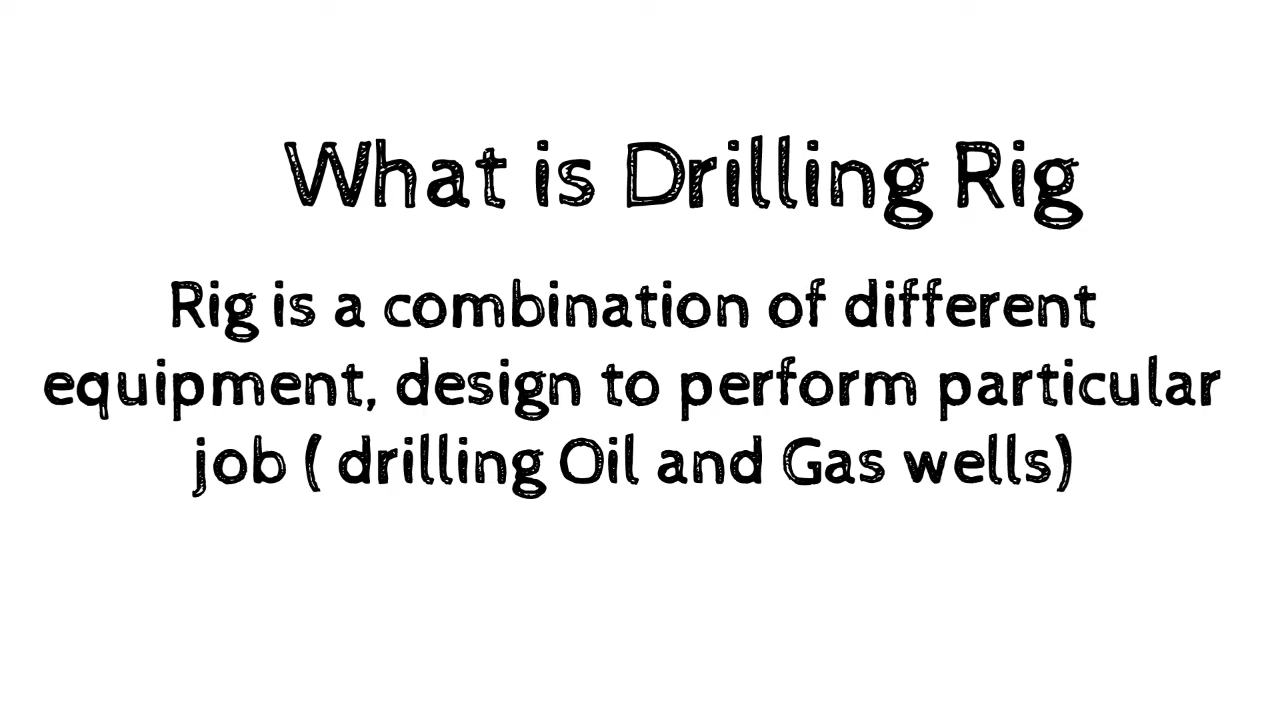 What is Drilling Rig
Rig is a combination of different
equipment, design to perform particular
job ( drilling Oil and Gas wells)